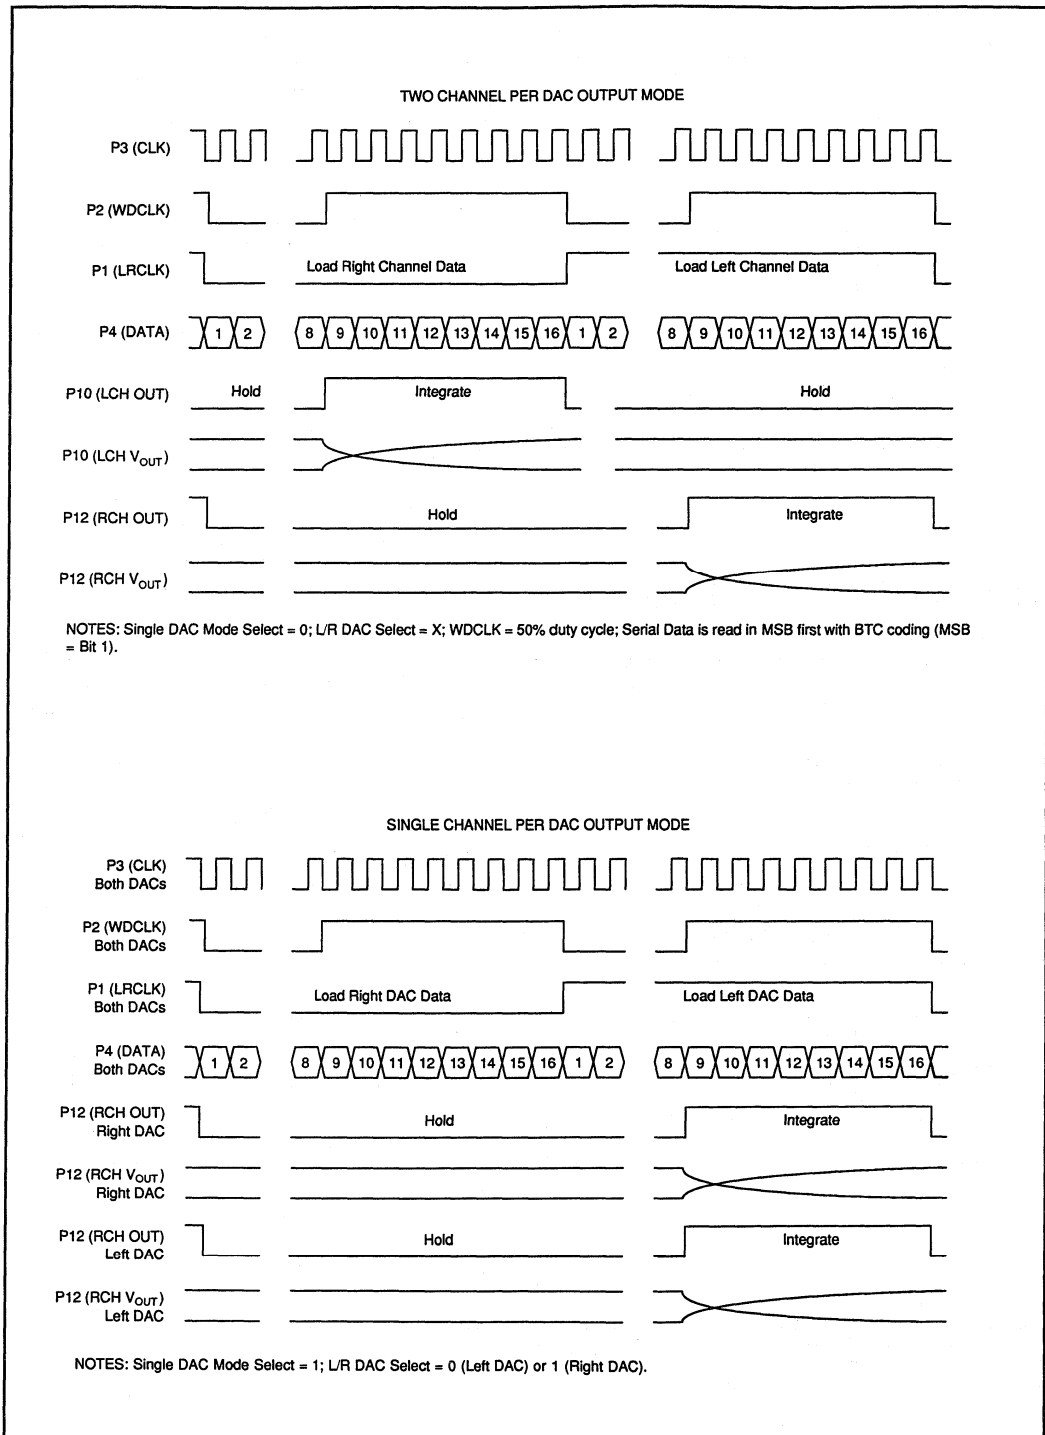 TWO CHANNEL PER DAC OUTPUT MODE
P3 (CLK)
P2 (WDCLK)
P1 (LRCLK)
Load Right Channel Data
Load Left Channel Data
P4 (DATA)
1 2 8 9 10 11 12 13 14 15 16 1 2 8 9 10 11 12 13 14 15 16
P10 (LCH OUT)
Hold
Integrate
Hold
P10 (LCH VOUT)
P12 (RCH OUT)
Hold
Integrate
P12 (RCH VOUT)
NOTES: Single DAC Mode Select = 0; L/R DAC Select = X; WDCLK = 50% duty cycle; Serial Data is read in MSB first with BTC coding (MSB
= Bit 1).
SINGLE CHANNEL PER DAC OUTPUT MODE
P3 (CLK)
Both DACs
P2 (WDCLK)
Both DACs
P1 (LRCLK)
Both DACs
Load Right DAC Data
Load Left DAC Data
P4 (DATA)
Both DACs
1 2 8 9 10 11 12 13 14 15 16 1 2 8 9 10 11 12 13 14 15 16
P12 (RCH OUT)
Right DAC
Hold
Integrate
P12 (RCH VOUT)
Right DAC
P12 (RCH OUT)
Left DAC
Hold
Integrate
P12 (RCH VOUT)
Left DAC
NOTES: Single DAC Mode Select = 1; L/R DAC Select = 0 (Left DAC) or 1 (Right DAC).